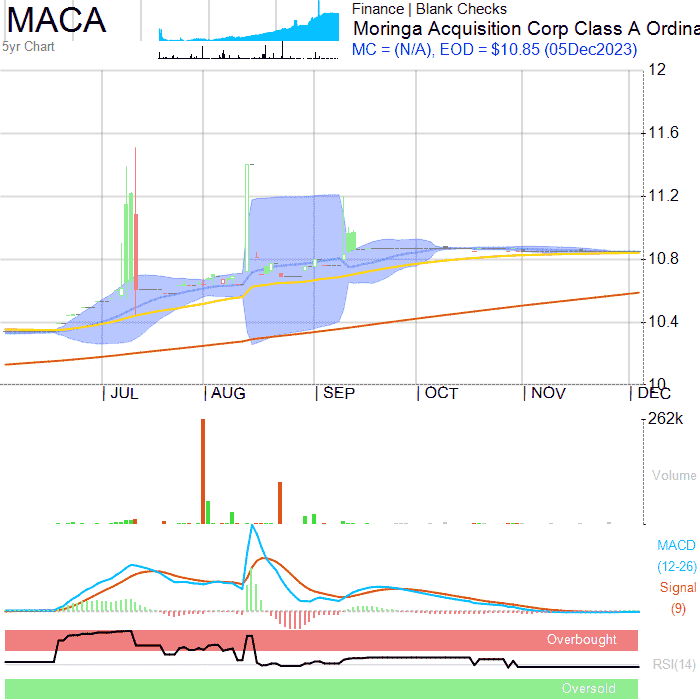 MACA
5yr Chart
Finance | Blank Checks
Moringa Acquisition Corp Class A Ordina
MC = (N/A), EOD = $10.85 (05Dec2023)
12
11.6
11.2
10.8
10.4
10
JUL AUG SEP OCT NOV DEC
262k
Volume
MACD
(12-26)
Signal
(9)
Overbought
RSI(14)
Oversold